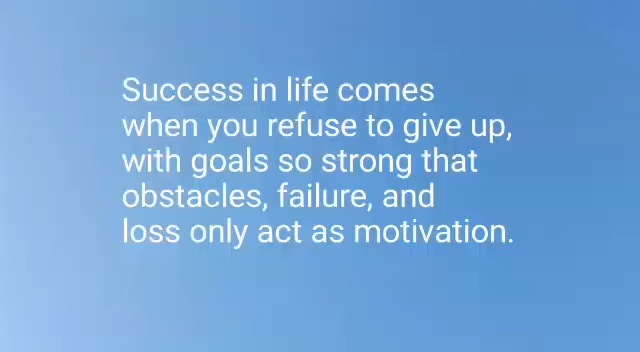 Success in life comes
when you refuse to give up,
with goals so strong that
obstacles, failure, and
loss only act as motivation.